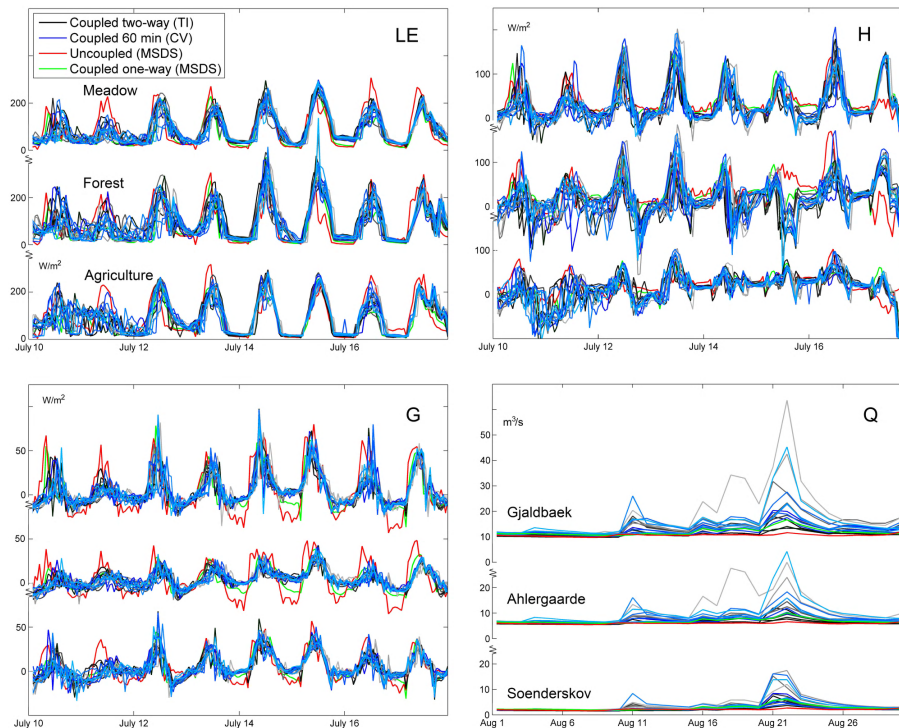 Coupled two-way (TI)
Coupled 60 min (CV)
Uncoupled (MSDS)
Coupled one-way (MSDS)
LE
Meadow
200
0
Forest
200
0
W/m²
Agriculture
200
0
July 10 July 12 July 14 July 16
W/m²
H
100
0
100
0
100
0
July 10 July 12 July 14 July 16
W/m²
G
50
0
50
0
50
0
July 10 July 12 July 14 July 16
Q
m³/s
60
50
40
30
Gjaldbaek
20
10
0
20
Ahlergaarde
10
0
20
Soenderskov
10
0
Aug 1 Aug 6 Aug 11 Aug 16 Aug 21 Aug 26